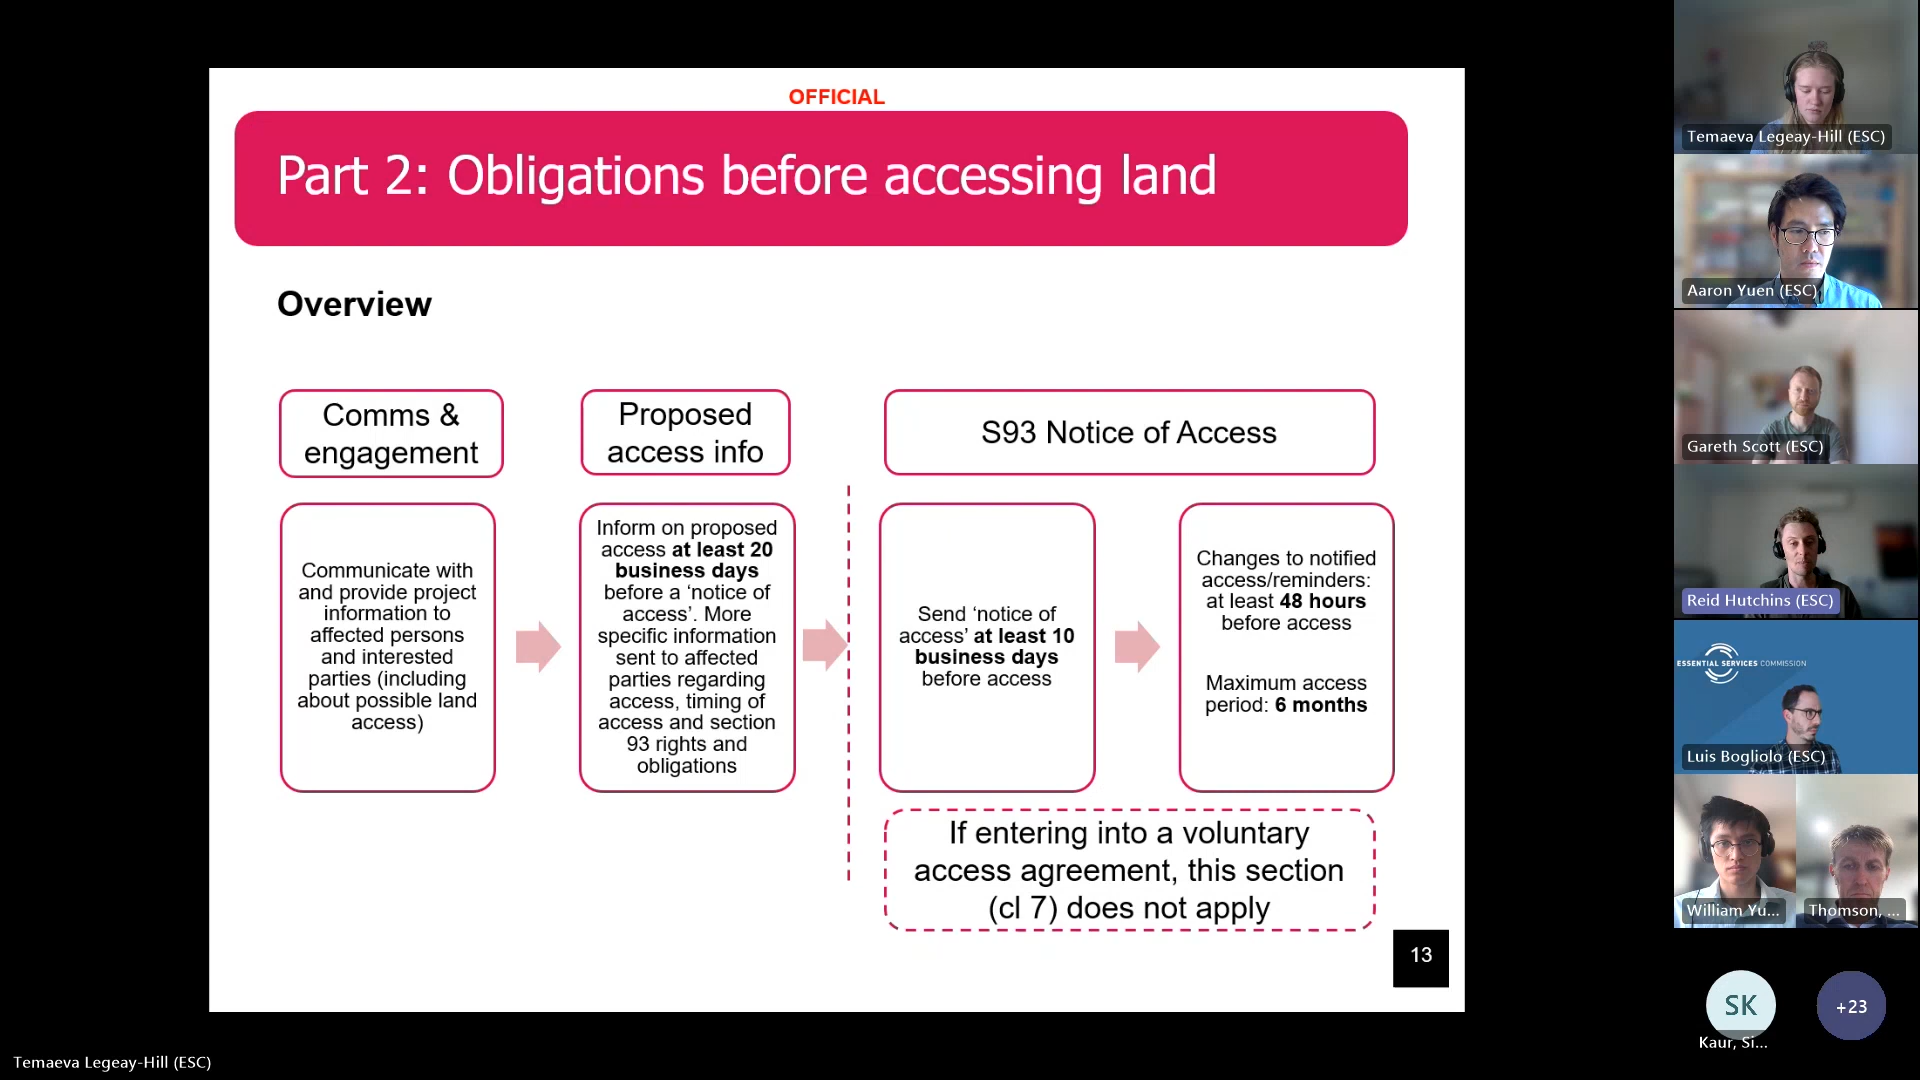 OFFICIAL
Part 2: Obligations before accessing land
Overview
Comms &
engagement
Proposed
access info
S93 Notice of Access
Communicate with
and provide project
information to
affected persons
and interested
parties (including
about possible land
access)
Inform on proposed
access at least 20
business days
before a ‘notice of
access’. More
specific information
sent to affected
parties regarding
access, timing of
access and section
93 rights and
obligations
Send ‘notice of
access’ at least 10
business days
before access
Changes to notified
access/reminders:
at least 48 hours
before access
Maximum access
period: 6 months
If entering into a voluntary
access agreement, this section
(cl 7) does not apply
13
Temaeva Legeay-Hill (ESC)
Aaron Yuen (ESC)
Gareth Scott (ESC)
Reid Hutchins (ESC)
ESSENTIAL SERVICES COMMISSION
Luis Bogliolo (ESC)
William Yu...
Thomson, ...
SK
+23
Kaur, Si...
Temaeva Legeay-Hill (ESC)